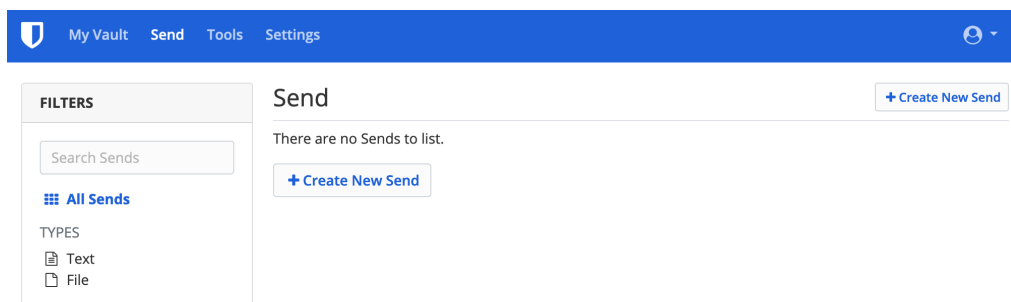 My Vault Send Tools Settings
FILTERS
Search Sends
All Sends
TYPES
Text
File
Send
+ Create New Send
There are no Sends to list.
+ Create New Send